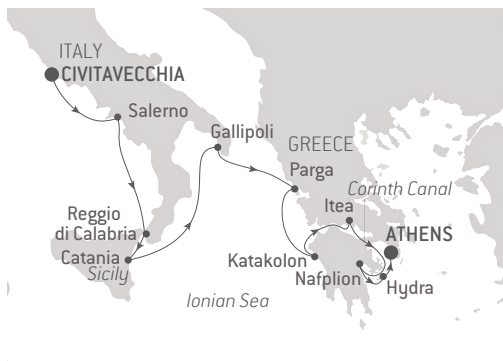 ITALY
CIVITAVECCHIA
Salerno
Gallipoli
GREECE
Parga
Corinth Canal
Itea
Reggio
di Calabria
ATHENS
Catania
Sicily
Katakolon
Nafplion
Hydra
Ionian Sea